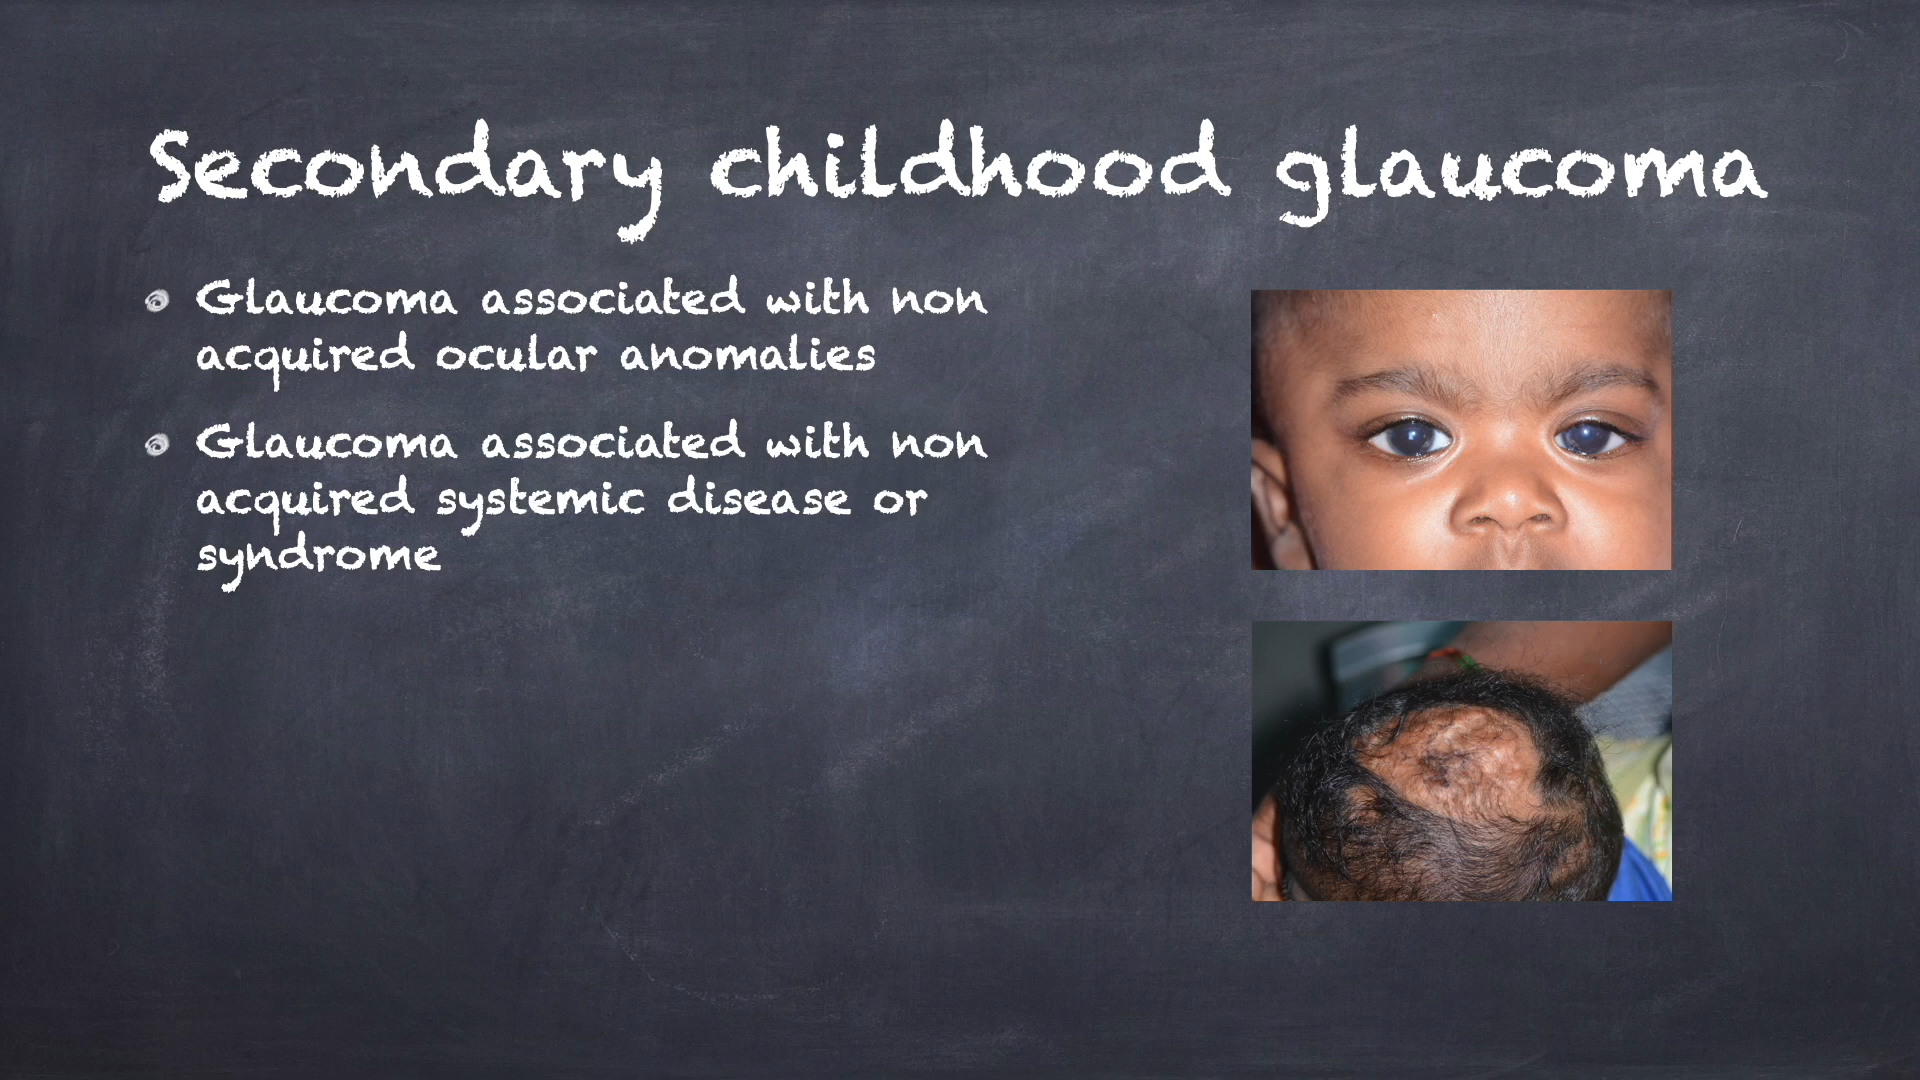 Secondary childhood glaucoma
Glaucoma associated with non
acquired ocular anomalies
Glaucoma associated with non
acquired systemic disease or
syndrome